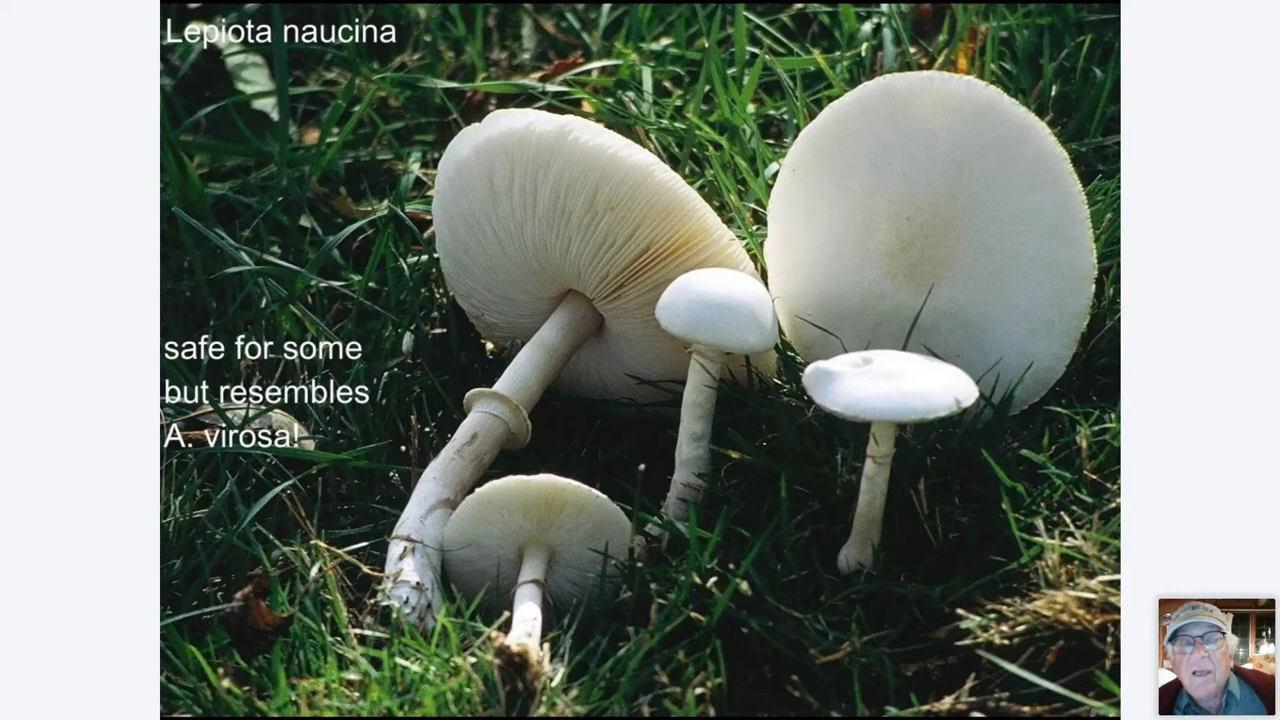 Lepiota naucina
safe for some
but resembles
A. virosa!